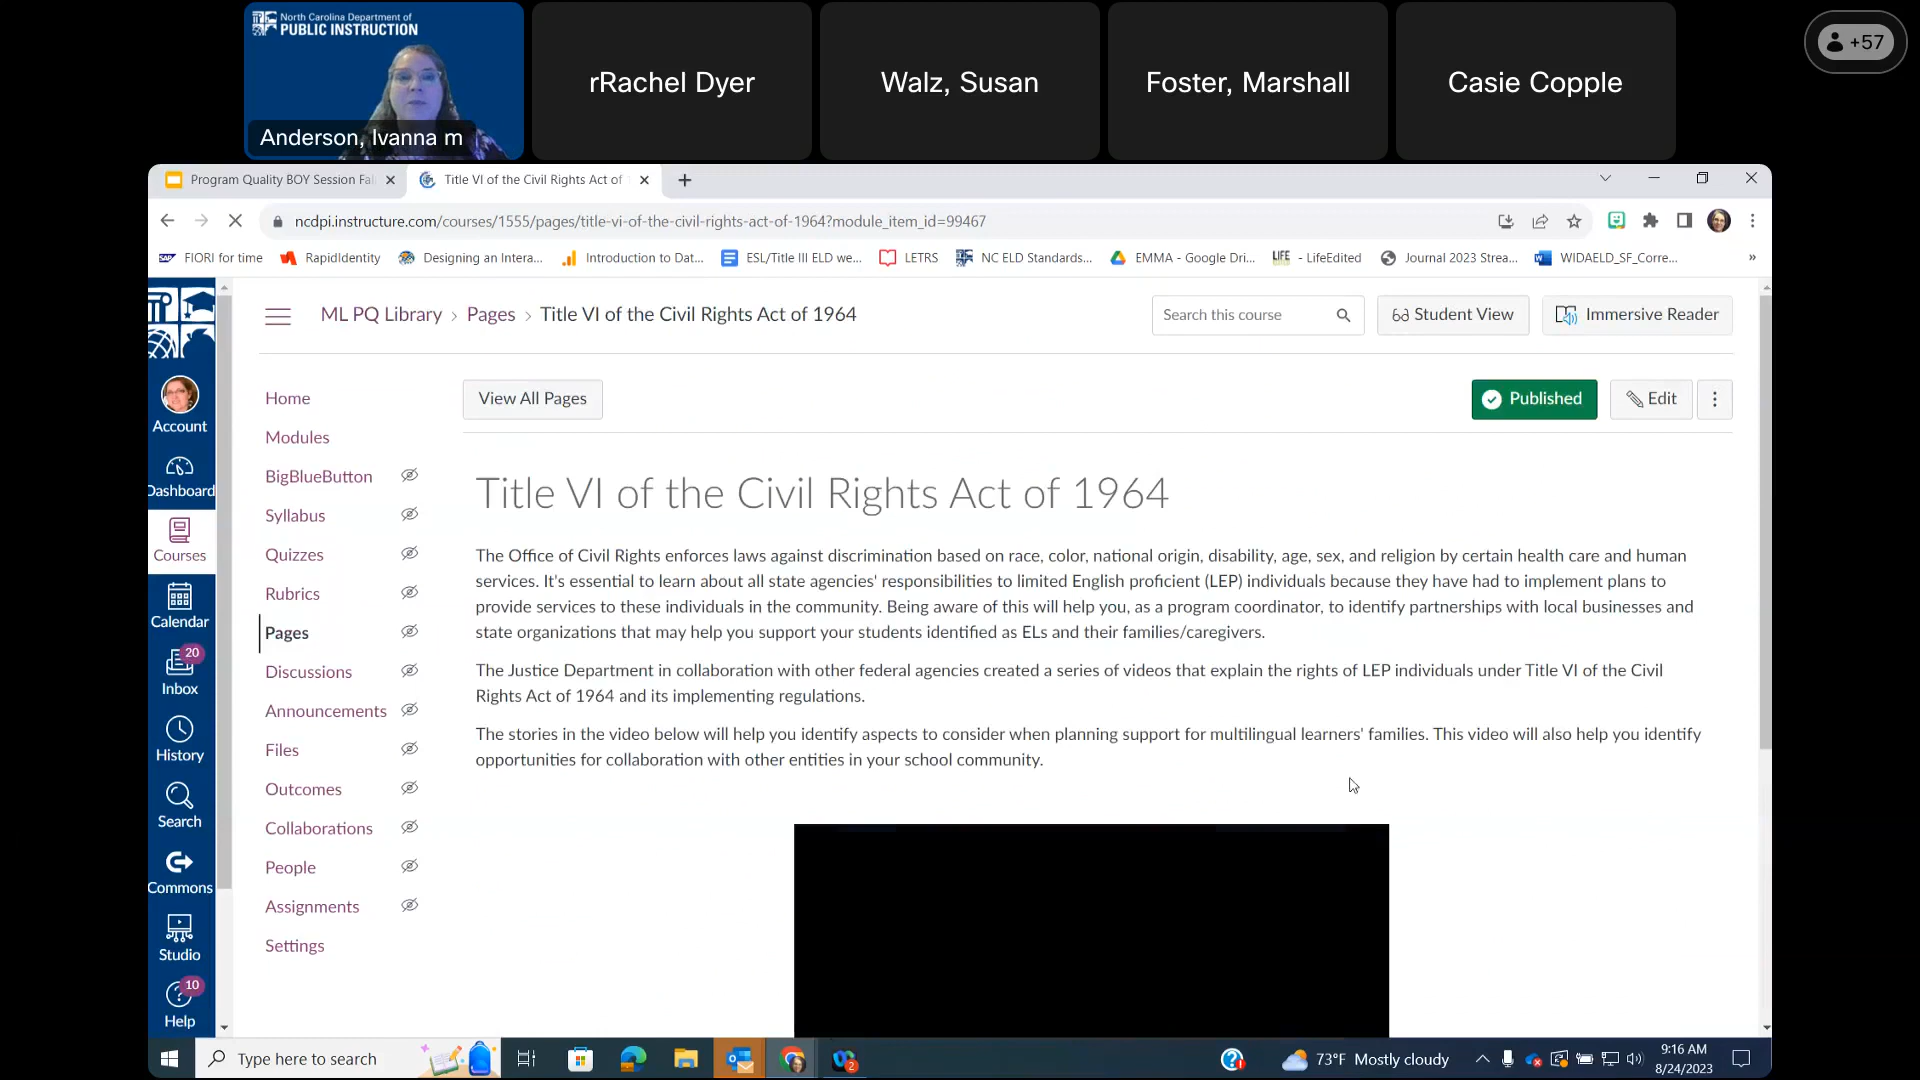 North Carolina Department of
PUBLIC INSTRUCTION
Anderson, Ivanna m
rRachel Dyer
Walz, Susan
Foster, Marshall
Casie Copple
+57
Program Quality BOY Session Fal
Title VI of the Civil Rights Act of
ncdpi.instructure.com/courses/1555/pages/title-vi-of-the-civil-rights-act-of-1964?module_item_id=99467
FIORI for time
RapidIdentity
Designing an Intera...
Introduction to Dat...
ESL/Title III ELD we...
LETRS
NC ELD Standards...
EMMA - Google Dri...
LIFE - LifeEdited
Journal 2023 Strea...
WIDAELD_SF_Corre...
»
ML PQ Library › Pages › Title VI of the Civil Rights Act of 1964
Search this course
Student View
Immersive Reader
Account
Dashboard
Courses
Calendar
20
Inbox
History
Search
Commons
Studio
10
Help
Home
Modules
BigBlueButton
Syllabus
Quizzes
Rubrics
Pages
Discussions
Announcements
Files
Outcomes
Collaborations
People
Assignments
Settings
View All Pages
Published
Edit
Title VI of the Civil Rights Act of 1964
The Office of Civil Rights enforces laws against discrimination based on race, color, national origin, disability, age, sex, and religion by certain health care and human
services. It's essential to learn about all state agencies' responsibilities to limited English proficient (LEP) individuals because they have had to implement plans to
provide services to these individuals in the community. Being aware of this will help you, as a program coordinator, to identify partnerships with local businesses and
state organizations that may help you support your students identified as ELs and their families/caregivers.
The Justice Department in collaboration with other federal agencies created a series of videos that explain the rights of LEP individuals under Title VI of the Civil
Rights Act of 1964 and its implementing regulations.
The stories in the video below will help you identify aspects to consider when planning support for multilingual learners' families. This video will also help you identify
opportunities for collaboration with other entities in your school community.
Type here to search
2
73°F Mostly cloudy
9:16 AM
8/24/2023